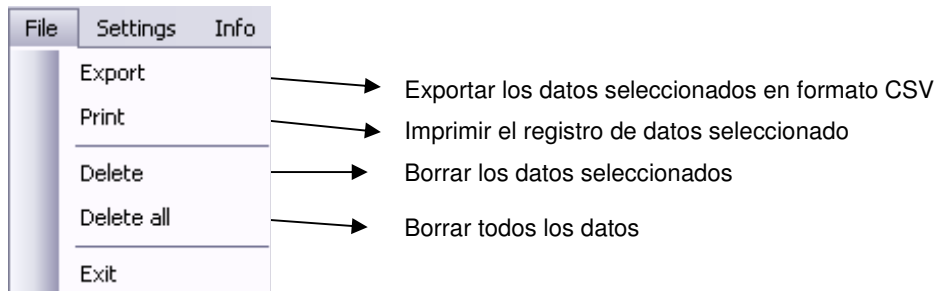 File Settings Info
Export
Exportar los datos seleccionados en formato CSV
Print
Imprimir el registro de datos seleccionado
Delete
Borrar los datos seleccionados
Delete all
Borrar todos los datos
Exit